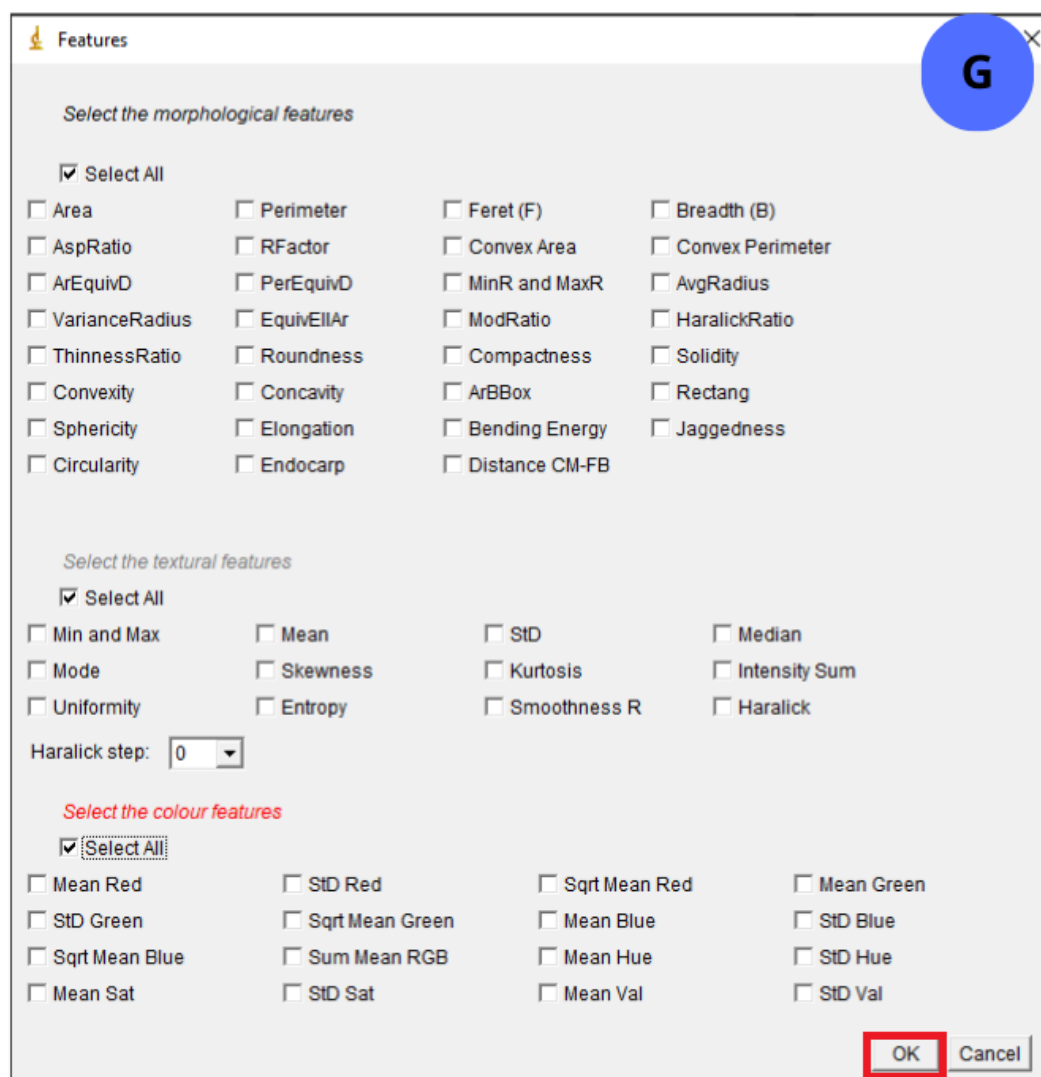 Features
G
Select the morphological features
Select All
Area Perimeter Feret (F) Breadth (B)
AspRatio RFactor Convex Area Convex Perimeter
ArEquivD PerEquivD MinR and MaxR AvgRadius
VarianceRadius EquivEllAr ModRatio HaralickRatio
ThinnessRatio Roundness Compactness Solidity
Convexity Concavity ArBBox Rectang
Sphericity Elongation Bending Energy Jaggedness
Circularity Endocarp Distance CM-FB
Select the textural features
Select All
Min and Max Mean StD Median
Mode Skewness Kurtosis Intensity Sum
Uniformity Entropy Smoothness R Haralick
Haralick step: 0
Select the colour features
Select All
Mean Red StD Red Sqrt Mean Red Mean Green
StD Green Sqrt Mean Green Mean Blue StD Blue
Sqrt Mean Blue Sum Mean RGB Mean Hue StD Hue
Mean Sat StD Sat Mean Val StD Val
OK Cancel